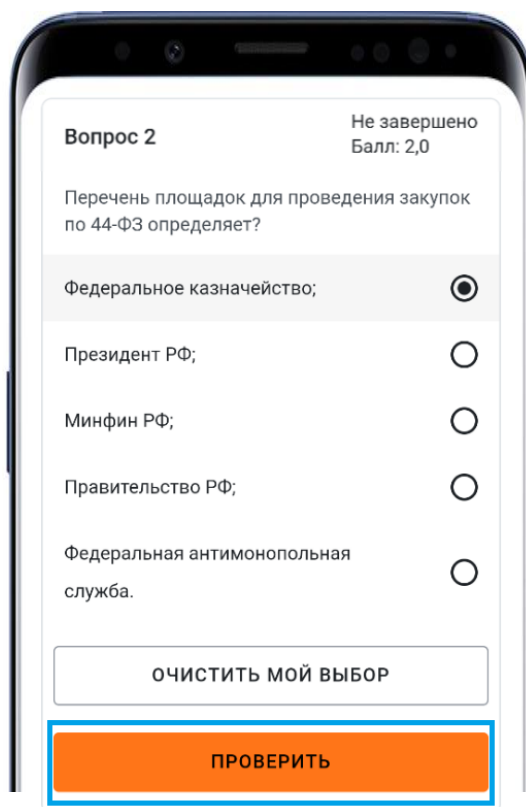 Вопрос 2
Не завершено
Балл: 2,0
Перечень площадок для проведения закупок
по 44-ФЗ определяет?
Федеральное казначейство;
Президент РФ;
Минфин РФ;
Правительство РФ;
Федеральная антимонопольная
служба.
ОЧИСТИТЬ МОЙ ВЫБОР
ПРОВЕРИТЬ